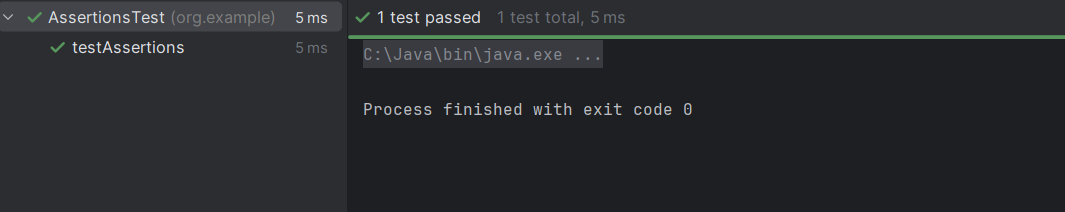 AssertionsTest (org.example) 5 ms
testAssertions 5 ms
1 test passed 1 test total, 5 ms
C:\Java\bin\java.exe ...
Process finished with exit code 0